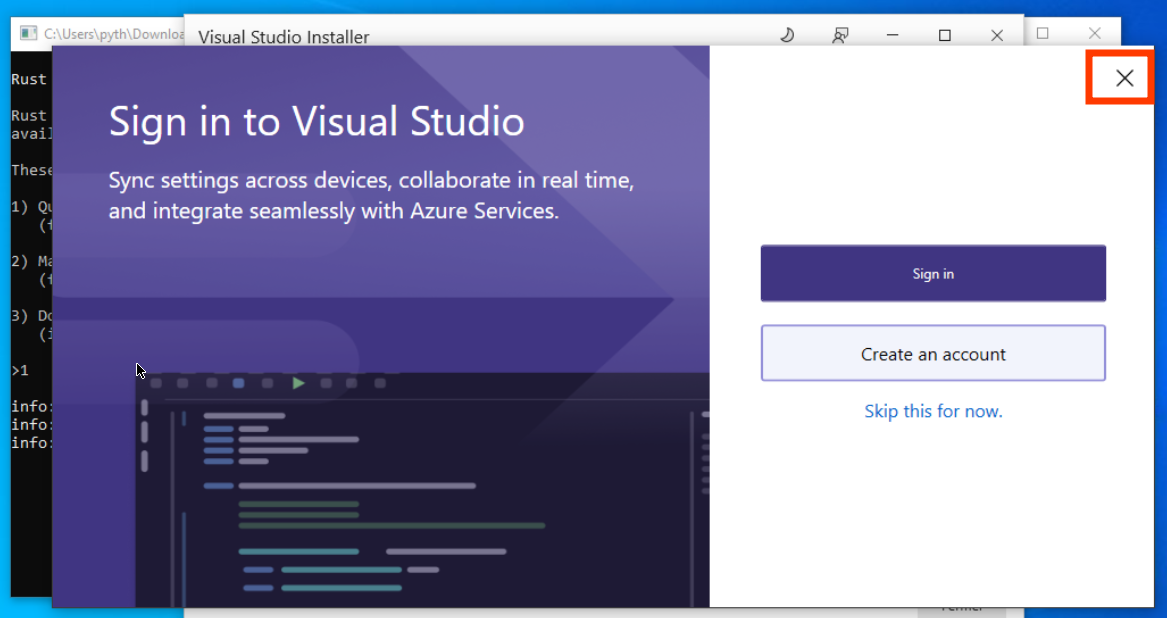 C:\Users\pyth\Downloa
Visual Studio Installer
Rust
Rust
avail
These
1) Qu
2) Ma
3) Do
>1
info:
info:
info:
Sign in to Visual Studio
Sync settings across devices, collaborate in real time,
and integrate seamlessly with Azure Services.
Sign in
Create an account
Skip this for now.